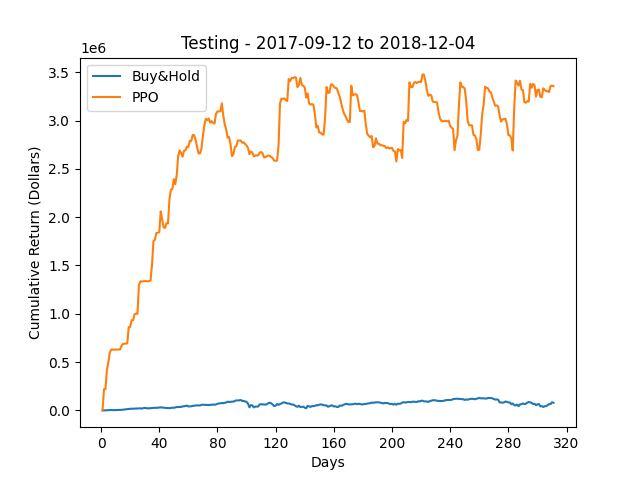 Testing - 2017-09-12 to 2018-12-04
1e6
Buy&Hold
PPO
3.5
3.0
2.5
2.0
1.5
1.0
0.5
0.0
Cumulative Return (Dollars)
0 40 80 120 160 200 240 280 320
Days